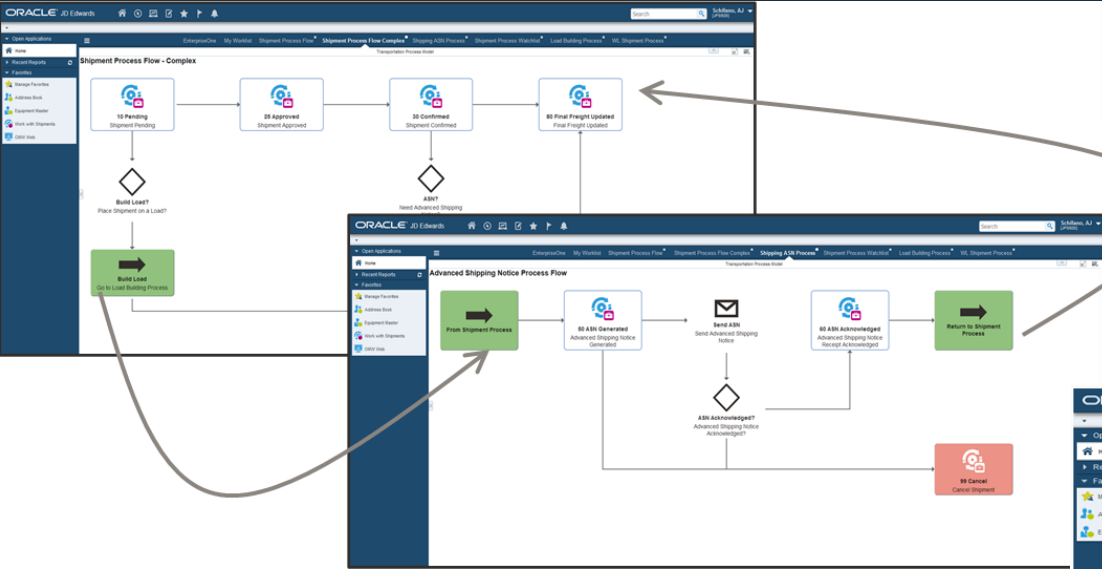 ORACLE JD Edwards
Search
Schifano, AJ
Open Applications
Home
Recent Reports
Favorites
Manage Favorites
Address Book
Equipment Master
Work with Shipments
OMW Web
EnterpriseOne My Worklist Shipment Process Flow Shipment Process Flow Complex Shipping ASN Process Shipment Process Watchlist Load Building Process WL Shipment Process
Transportation Process Model
Shipment Process Flow - Complex
10 Pending
Shipment Pending
25 Approved
Shipment Approved
30 Confirmed
Shipment Confirmed
80 Final Freight Updated
Final Freight Updated
Build Load?
Place Shipment on a Load?
ASN?
Need Advanced Shipping
Build Load
Go to Load Building Process
ORACLE JD Edwards
Search
Schifano, AJ
Open Applications
Home
Recent Reports
Favorites
Manage Favorites
Address Book
Equipment Master
Work with Shipments
OMW Web
EnterpriseOne My Worklist Shipment Process Flow Shipment Process Flow Complex Shipping ASN Process Shipment Process Watchlist Load Building Process WL Shipment Process
Transportation Process Model
Advanced Shipping Notice Process Flow
From Shipment Process
50 ASN Generated
Advanced Shipping Notice
Generated
Send ASN
Send Advanced Shipping
Notice
60 ASN Acknowledged
Advanced Shipping Notice
Receipt Acknowledged
Return to Shipment
Process
ASN Acknowledged?
Advanced Shipping Notice
Acknowledged?
99 Cancel
Cancel Shipment